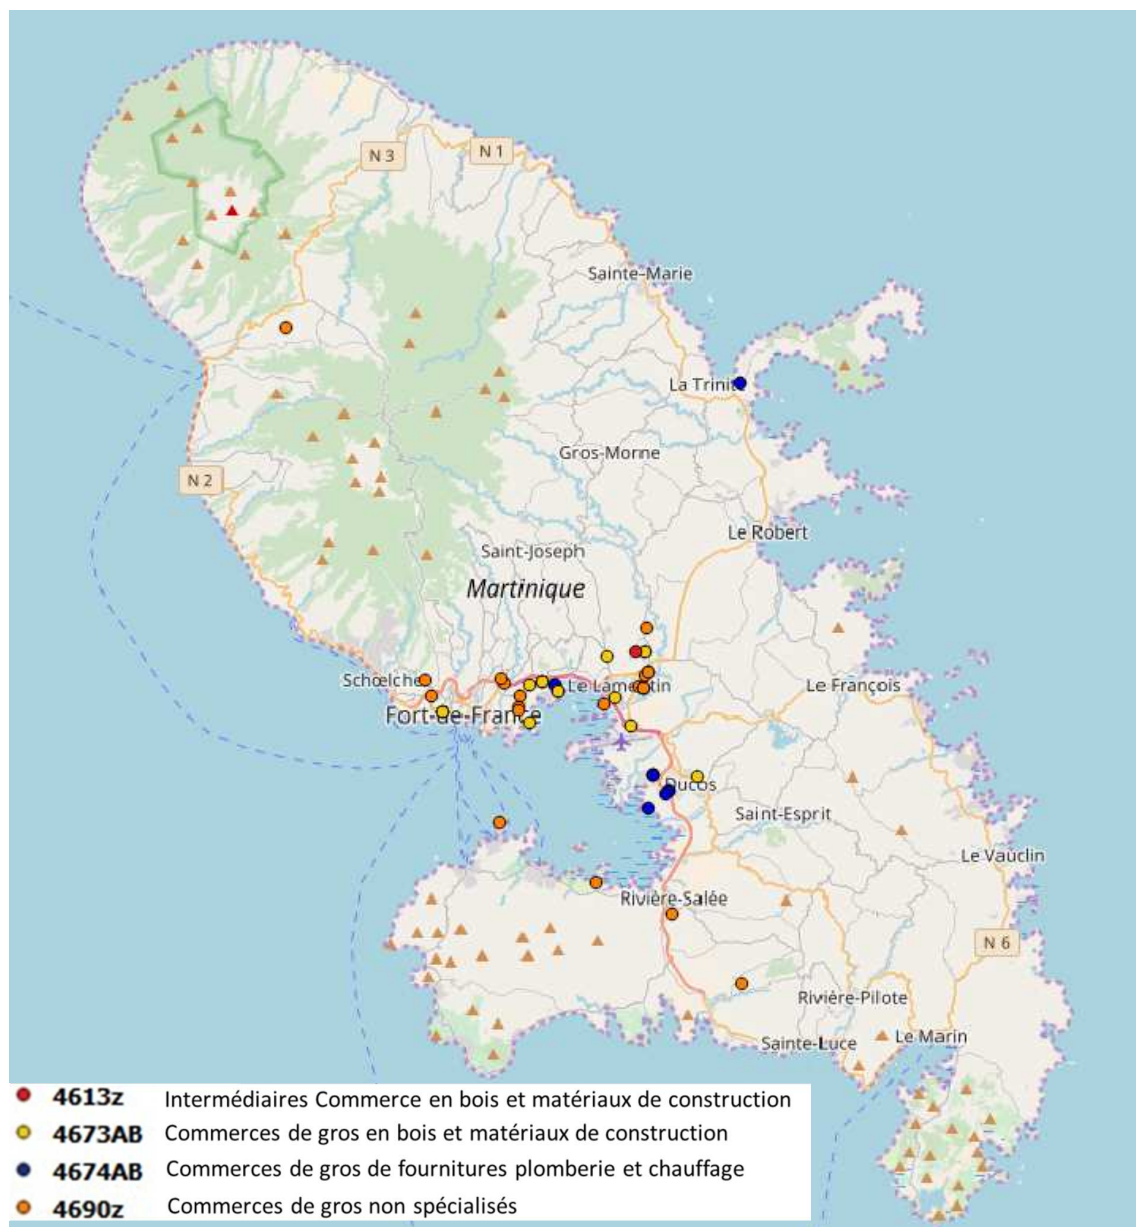 N 3
N 1
Sainte-Marie
La Trinité
N 2
Gros-Morne
Le Robert
Saint-Joseph
Martinique
Schœlcher
Le Lamentin
Le François
Fort-de-France
Ducos
Saint-Esprit
Le Vauclin
Rivière-Salée
N 6
Rivière-Pilote
Sainte-Luce
Le Marin
4613z Intermédiaires Commerce en bois et matériaux de construction
4673AB Commerces de gros en bois et matériaux de construction
4674AB Commerces de gros de fournitures plomberie et chauffage
4690z Commerces de gros non spécialisés